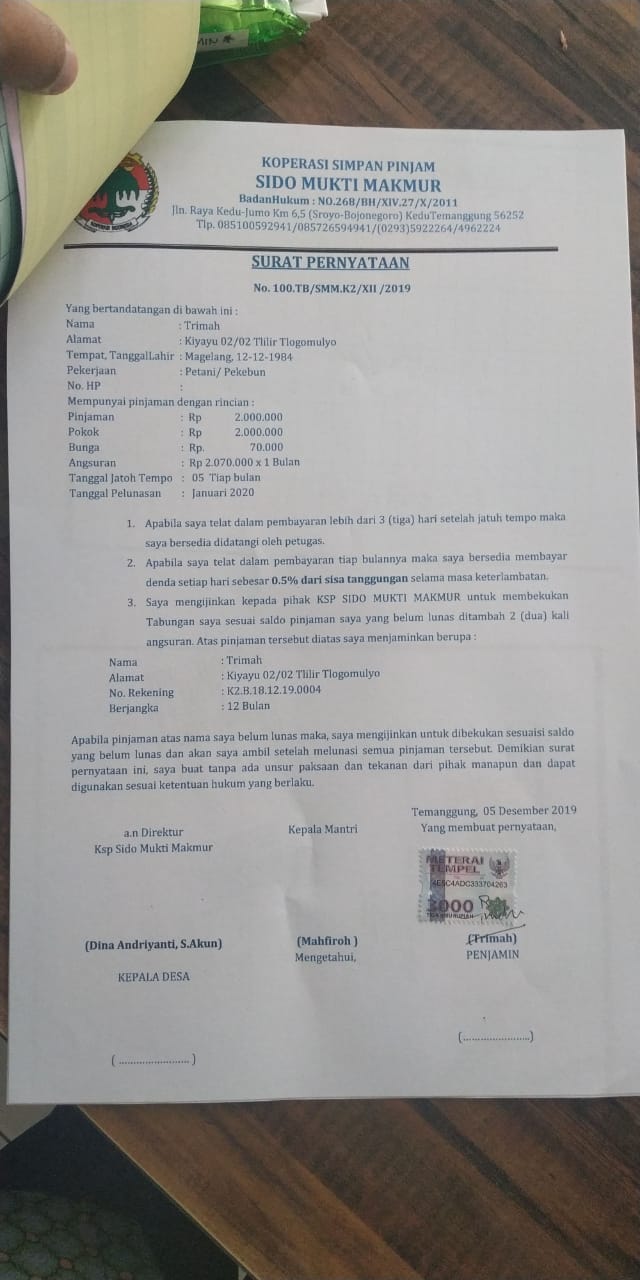 MIN *
KOPERASI SIMPAN PINJAM
SIDO MUKTI MAKMUR
BadanHukum : NO.268/BH/XIV.27/X/2011
Jln. Raya Kedu-Jumo Km 6,5 (Sroyo-Bojonegoro) KeduTemanggung 56252
Tlp. 085100592941/085726594941/(0293)5922264/4962224
SURAT PERNYATAAN
No. 100.TB/SMM.K2/XII /2019
Yang bertandatangan di bawah ini :
Nama : Trimah
Alamat : Kiyayu 02/02 Tlilir Tlogomulyo
Tempat, TanggalLahir : Magelang, 12-12-1984
Pekerjaan : Petani/ Pekebun
No. HP :
Mempunyai pinjaman dengan rincian :
Pinjaman : Rp 2.000.000
Pokok : Rp 2.000.000
Bunga : Rp. 70.000
Angsuran : Rp 2.070.000 x 1 Bulan
Tanggal Jatoh Tempo : 05 Tiap bulan
Tanggal Pelunasan : Januari 2020
1. Apabila saya telat dalam pembayaran lebih dari 3 (tiga) hari setelah jatuh tempo maka
saya bersedia didatangi oleh petugas.
2. Apabila saya telat dalam pembayaran tiap bulannya maka saya bersedia membayar
denda setiap hari sebesar 0.5% dari sisa tanggungan selama masa keterlambatan.
3. Saya mengijinkan kepada pihak KSP SIDO MUKTI MAKMUR untuk membekukan
Tabungan saya sesuai saldo pinjaman saya yang belum lunas ditambah 2 (dua) kali
angsuran. Atas pinjaman tersebut diatas saya menjaminkan berupa :
Nama : Trimah
Alamat : Kiyayu 02/02 Tlilir Tlogomulyo
No. Rekening : K2.B.18.12.19.0004
Berjangka : 12 Bulan
Apabila pinjaman atas nama saya belum lunas maka, saya mengijinkan untuk dibekukan sesuaisi saldo
yang belum lunas dan akan saya ambil setelah melunasi semua pinjaman tersebut. Demikian surat
pernyataan ini, saya buat tanpa ada unsur paksaan dan tekanan dari pihak manapun dan dapat
digunakan sesuai ketentuan hukum yang berlaku.
Temanggung, 05 Desember 2019
a.n Direktur Kepala Mantri Yang membuat pernyataan,
Ksp Sido Mukti Makmur
METERAI
TEMPEL
4E5C4ADC333704263
(Dina Andriyanti, S.Akun) (Mahfiroh ) (Trimah)
Mengetahui, PENJAMIN
KEPALA DESA
(......................)
( ....................... )